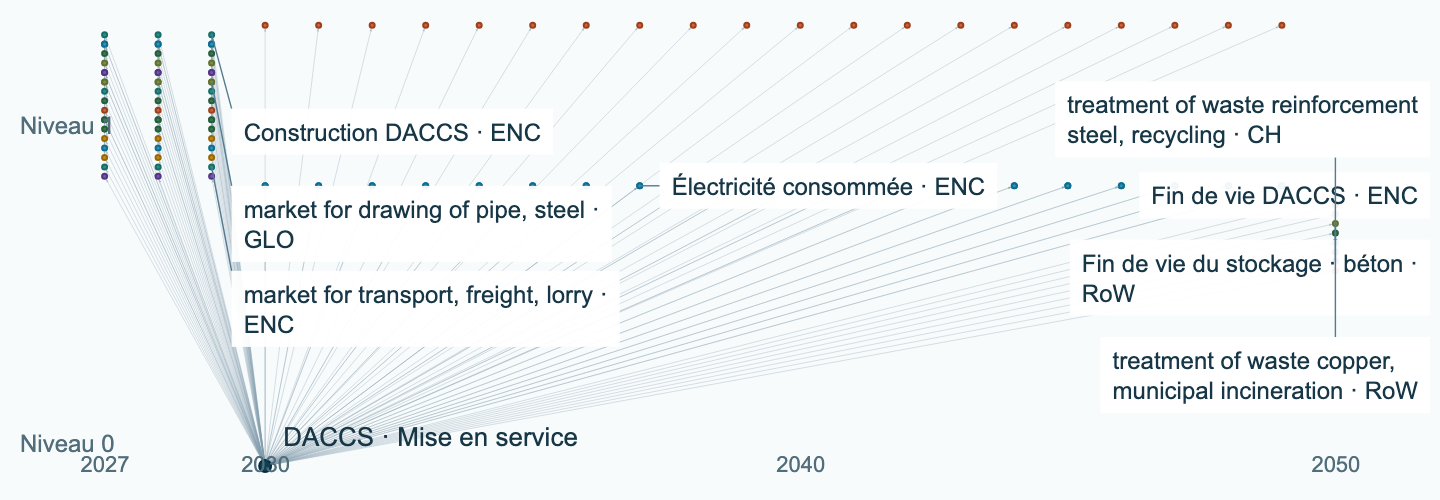 treatment of waste reinforcement
steel, recycling · CH
Niveau 1
Construction DACCS · ENC
Électricité consommée · ENC
Fin de vie DACCS · ENC
market for drawing of pipe, steel ·
GLO
Fin de vie du stockage · béton ·
RoW
market for transport, freight, lorry ·
ENC
treatment of waste copper,
municipal incineration · RoW
DACCS · Mise en service
Niveau 0
2027 2030 2040 2050